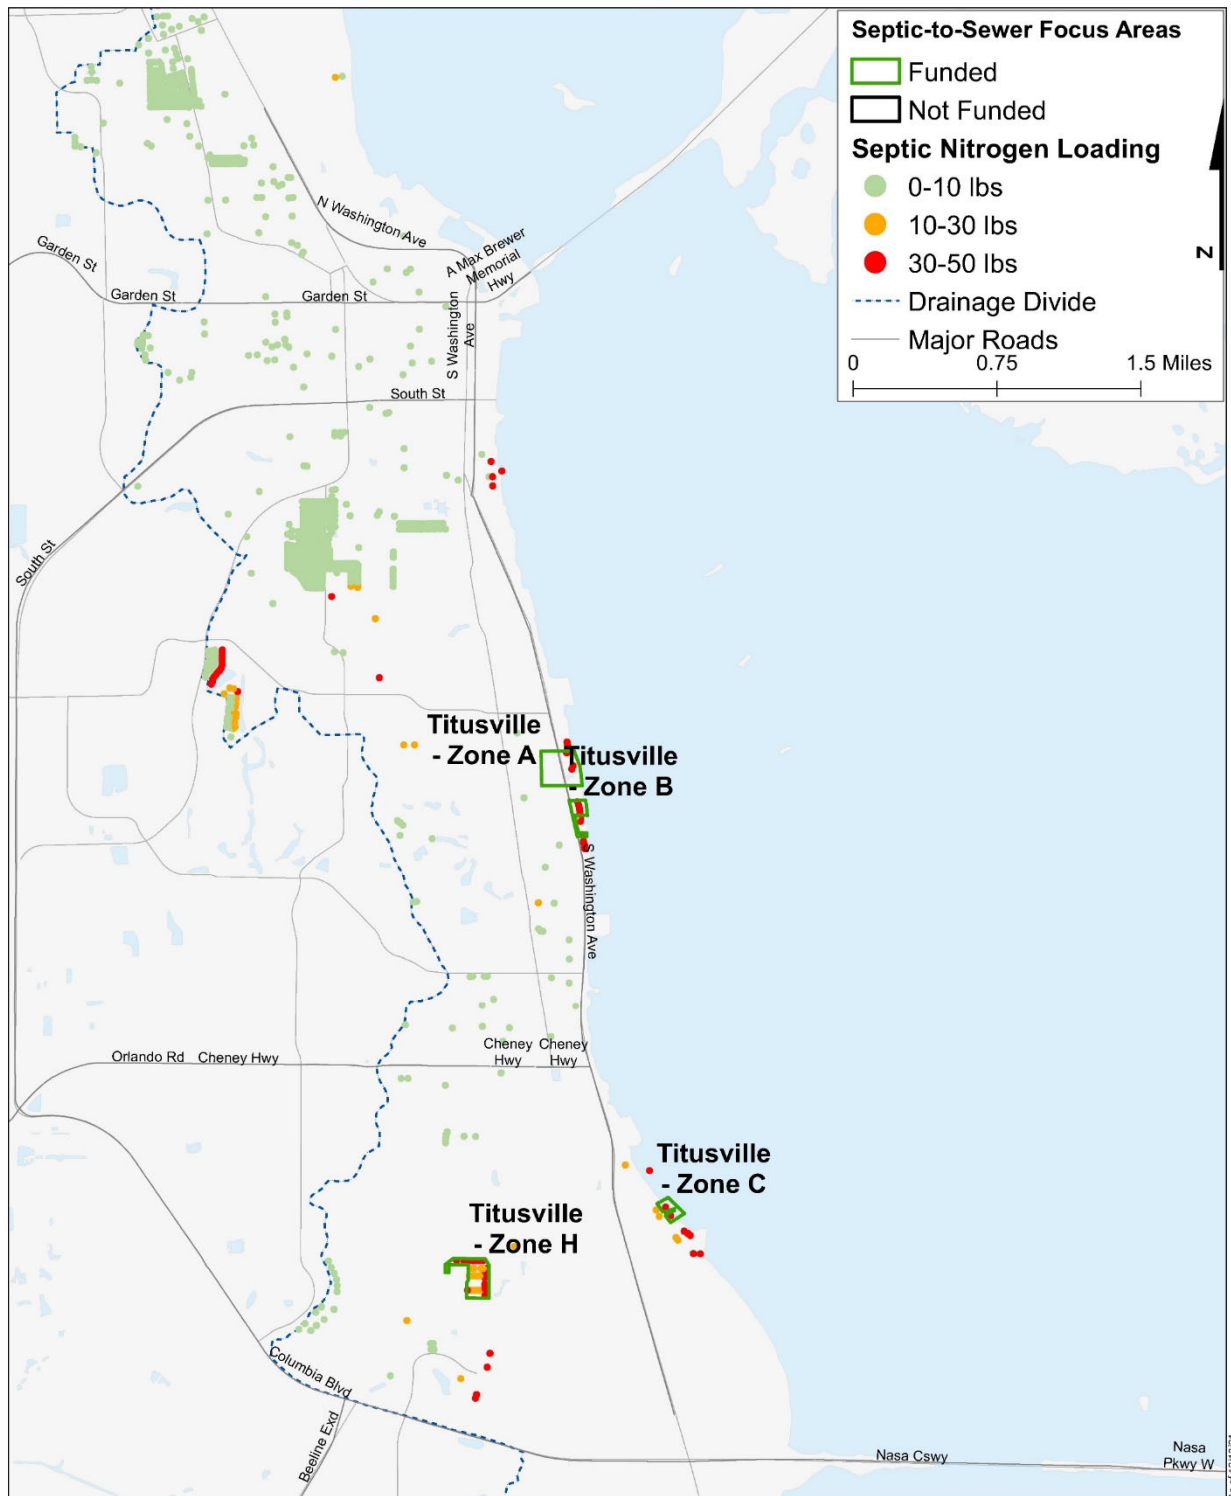 Septic-to-Sewer Focus Areas
Funded
Not Funded
Septic Nitrogen Loading
0-10 lbs
10-30 lbs
30-50 lbs
Drainage Divide
Major Roads
0 0.75 1.5 Miles
N
N Washington Ave
A Max Brewer
Memorial
Hwy
Garden St
Garden St
Garden St
S Washington
Ave
South St
South St
Titusville
- Zone A
Titusville
- Zone B
S Washington Ave
Orlando Rd
Cheney Hwy
Cheney
Hwy
Cheney
Hwy
Titusville
- Zone C
Titusville
- Zone H
Columbia Blvd
Beeline Exd
Nasa Cswy
Nasa
Pkwy W